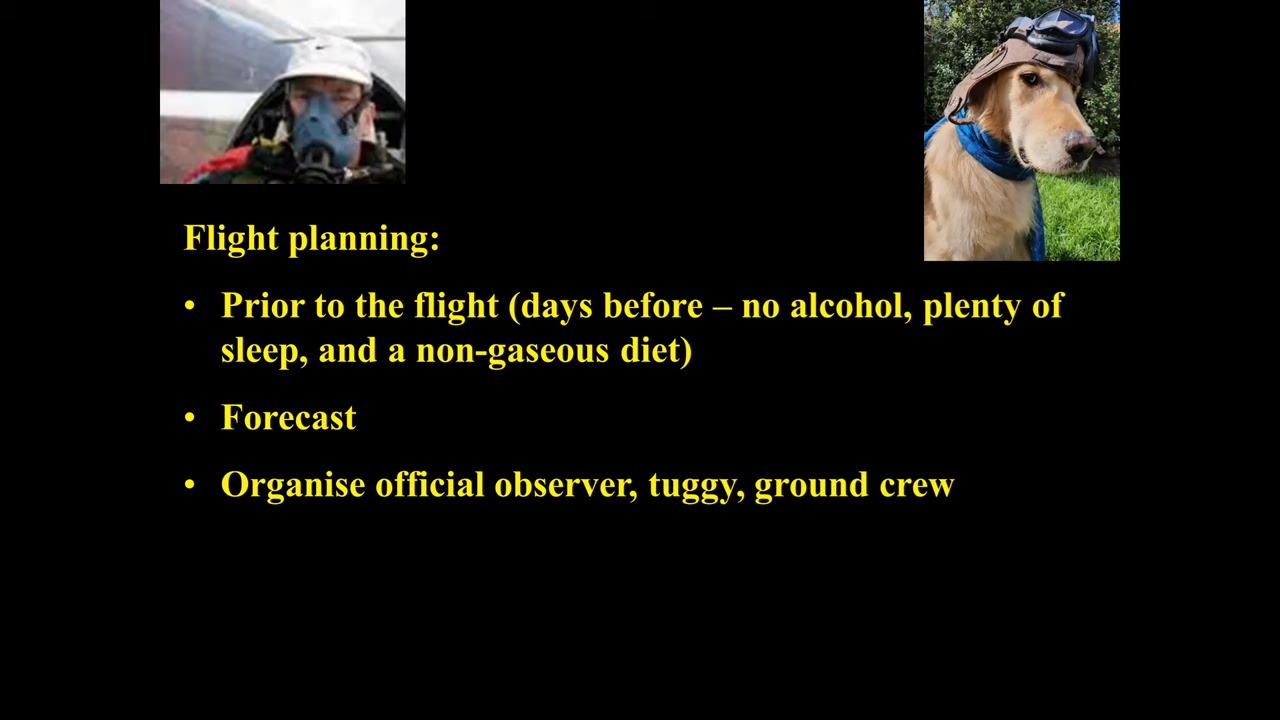 Flight planning:
• Prior to the flight (days before – no alcohol, plenty of
sleep, and a non-gaseous diet)
• Forecast
• Organise official observer, tuggy, ground crew